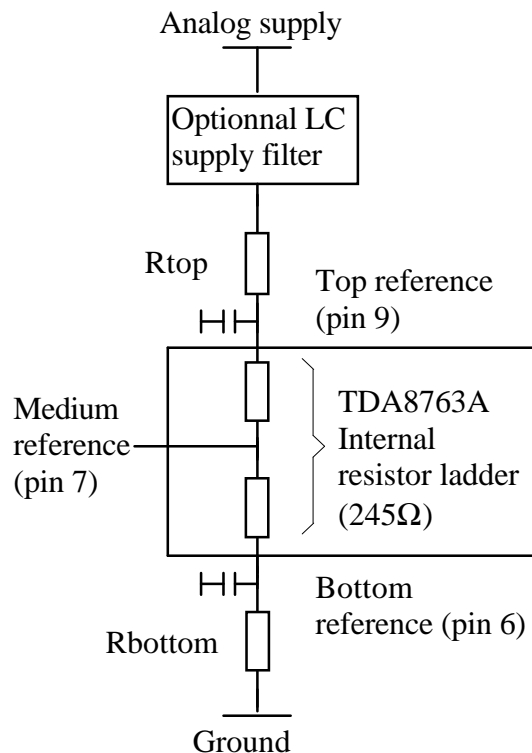 Analog supply
Optionnal LC
supply filter
Rtop
Top reference
(pin 9)
Medium
reference
(pin 7)
TDA8763A
Internal
resistor ladder
(245Ω)
Bottom
reference (pin 6)
Rbottom
Ground